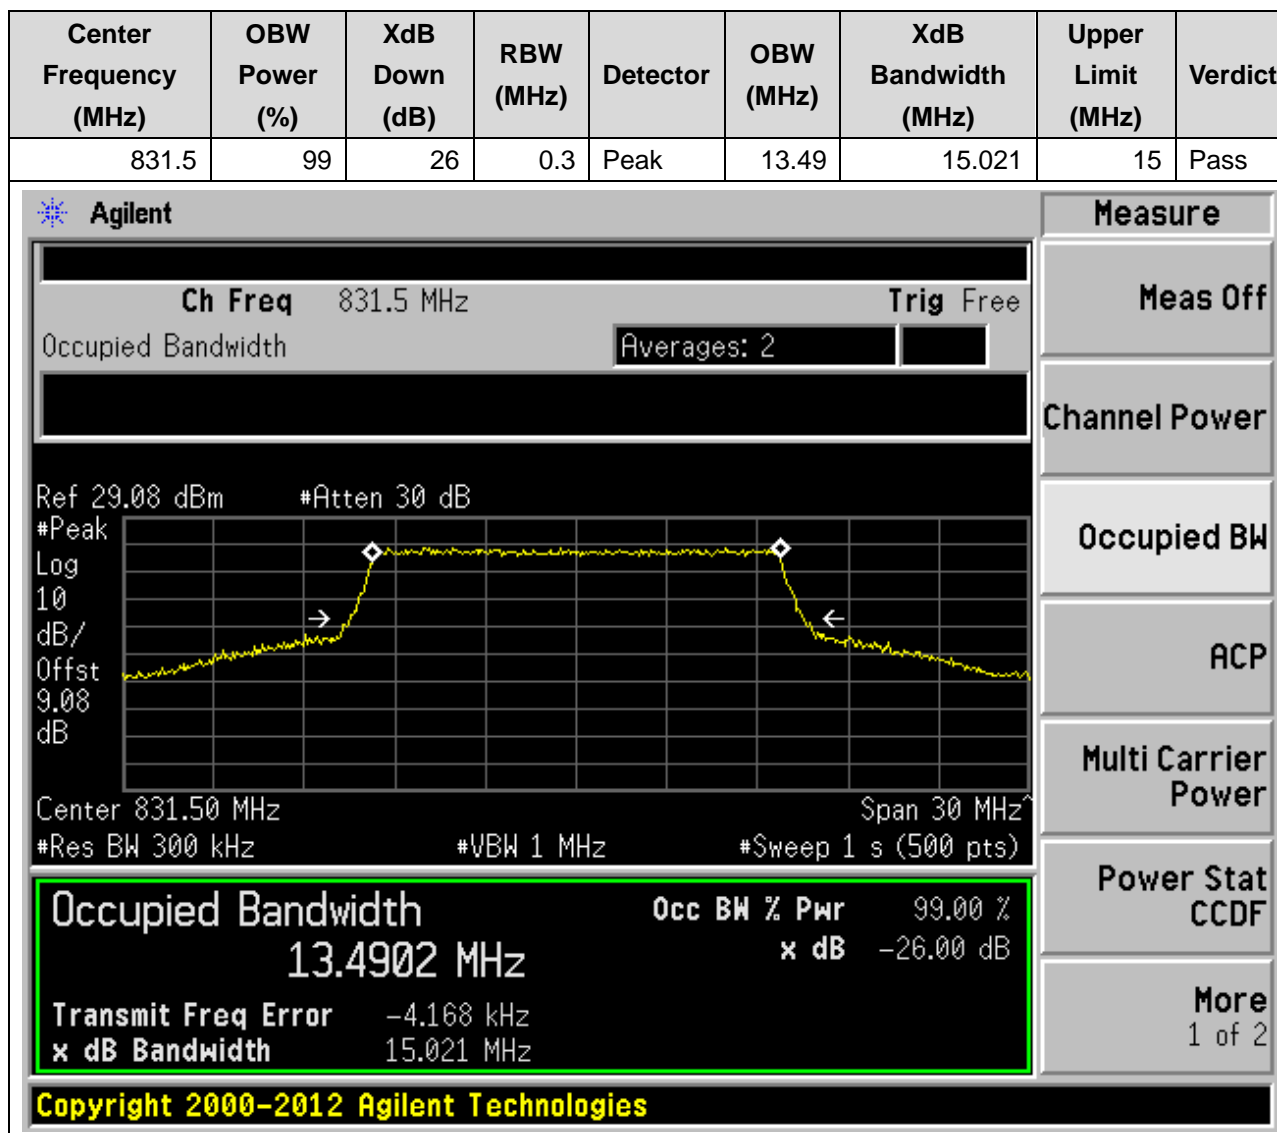 Center Frequency (MHz) OBW Power (%) XdB Down (dB) RBW (MHz) Detector OBW (MHz) XdB Bandwidth (MHz) Upper Limit (MHz) Verdict
831.5 99 26 0.3 Peak 13.49 15.021 15 Pass
Agilent
Measure
Ch Freq 831.5 MHz Trig Free
Meas Off
Occupied Bandwidth Averages: 2
Channel Power
Ref 29.08 dBm #Atten 30 dB
#Peak
Log
10
dB/
Offst
9.08
dB
Occupied BW
ACP
Multi Carrier
Power
Center 831.50 MHz Span 30 MHz^
#Res BW 300 kHz #VBW 1 MHz #Sweep 1 s (500 pts)
Power Stat
CCDF
Occupied Bandwidth Occ BW % Pwr 99.00 %
13.4902 MHz x dB -26.00 dB
Transmit Freq Error -4.168 kHz
x dB Bandwidth 15.021 MHz
More
1 of 2
Copyright 2000-2012 Agilent Technologies